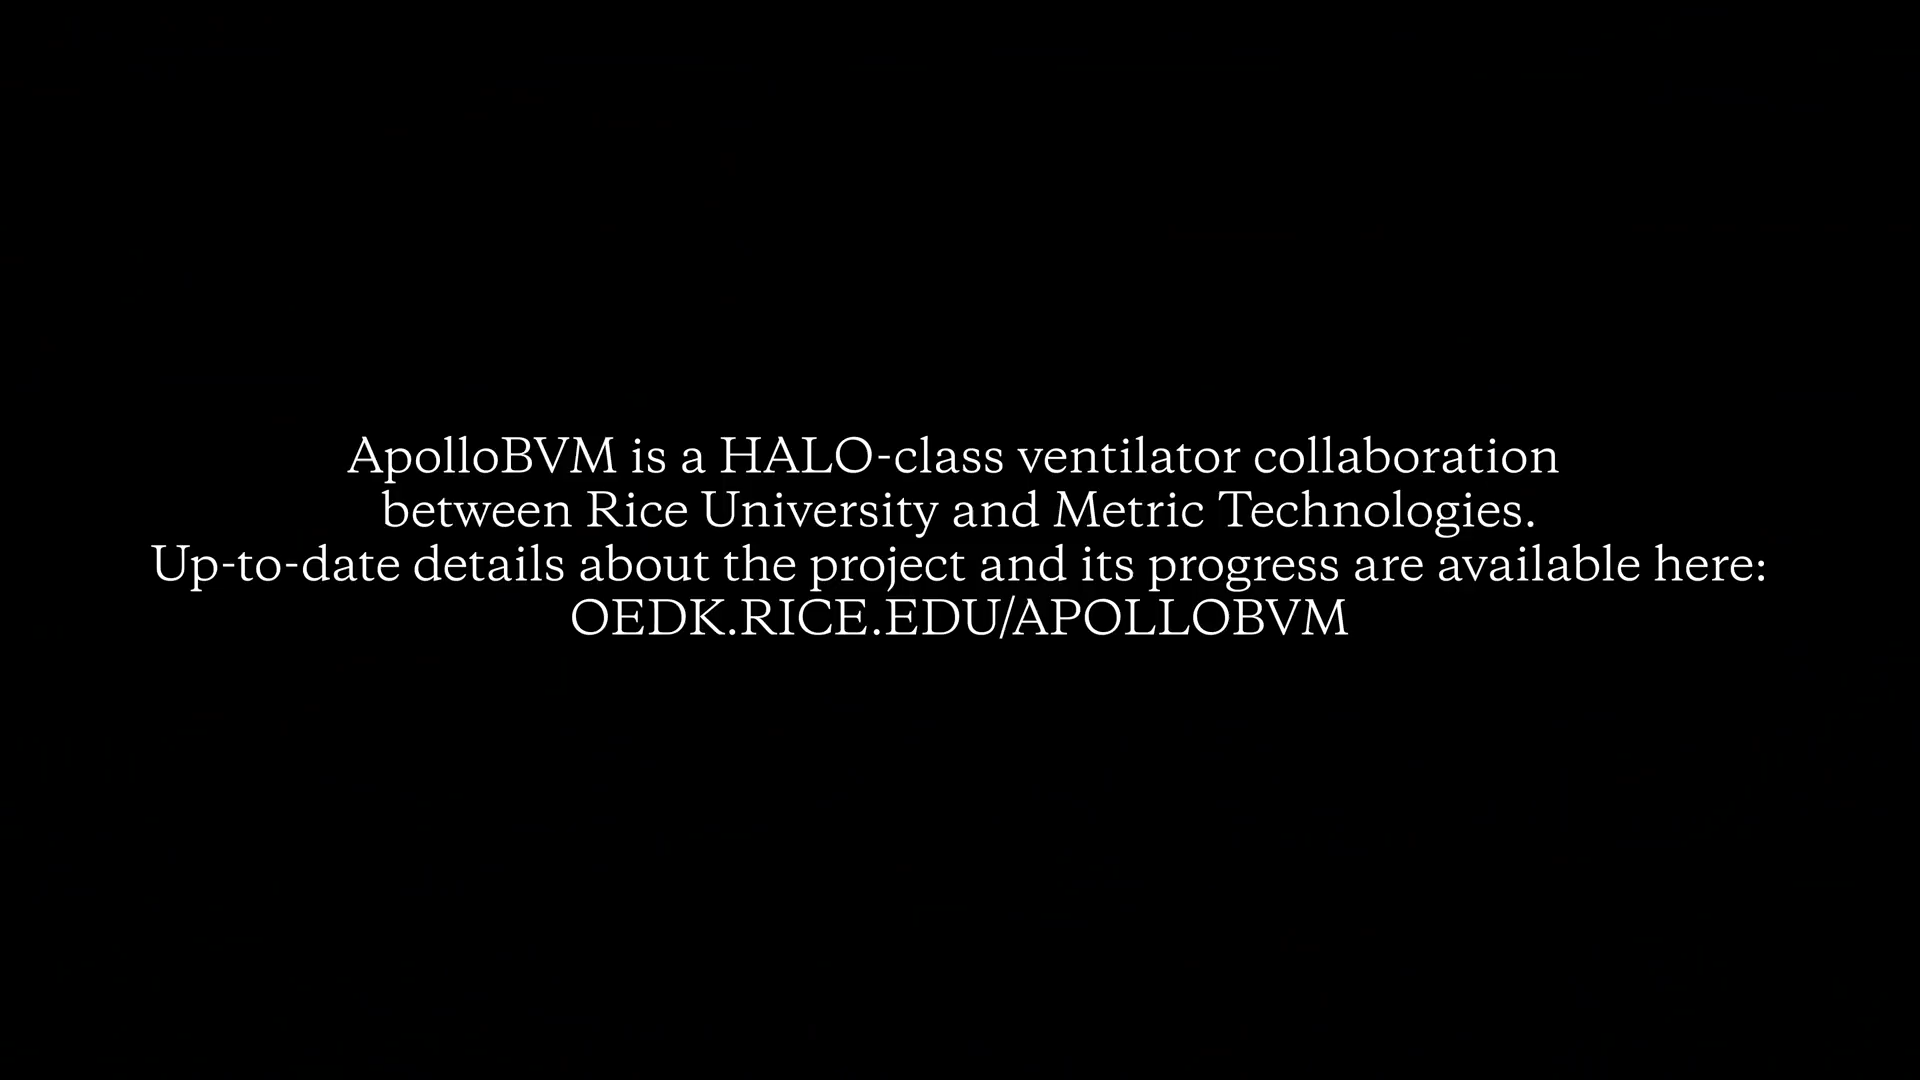 ApolloBVM is a HALO-class ventilator collaboration
between Rice University and Metric Technologies.
Up-to-date details about the project and its progress are available here:
OEDK.RICE.EDU/APOLLOBVM